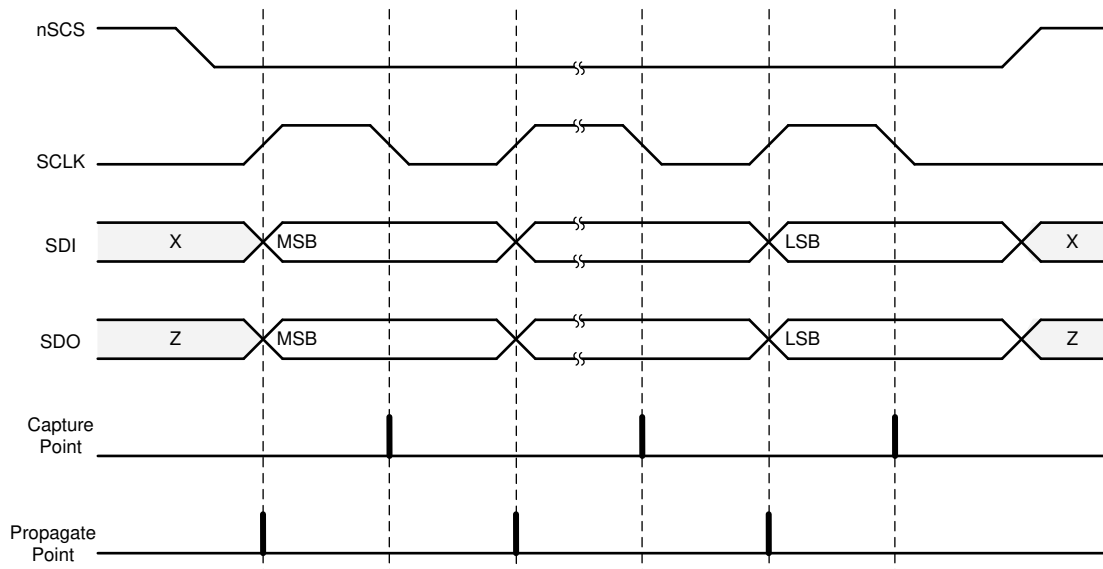 nSCS
SCLK
SDI
X
MSB
LSB
X
SDO
Z
MSB
LSB
Z
Capture
Point
Propagate
Point